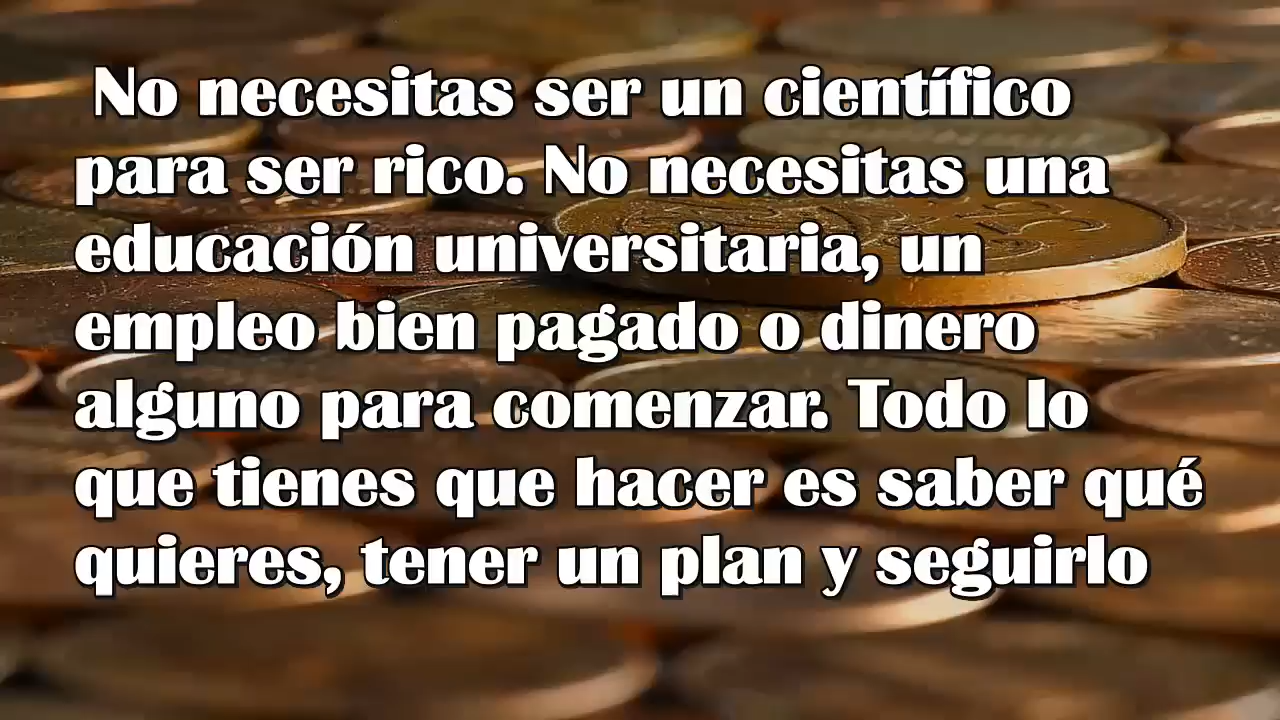 No necesitas ser un científico
para ser rico. No necesitas una
educación universitaria, un
empleo bien pagado o dinero
alguno para comenzar. Todo lo
que tienes que hacer es saber qué
quieres, tener un plan y seguirlo